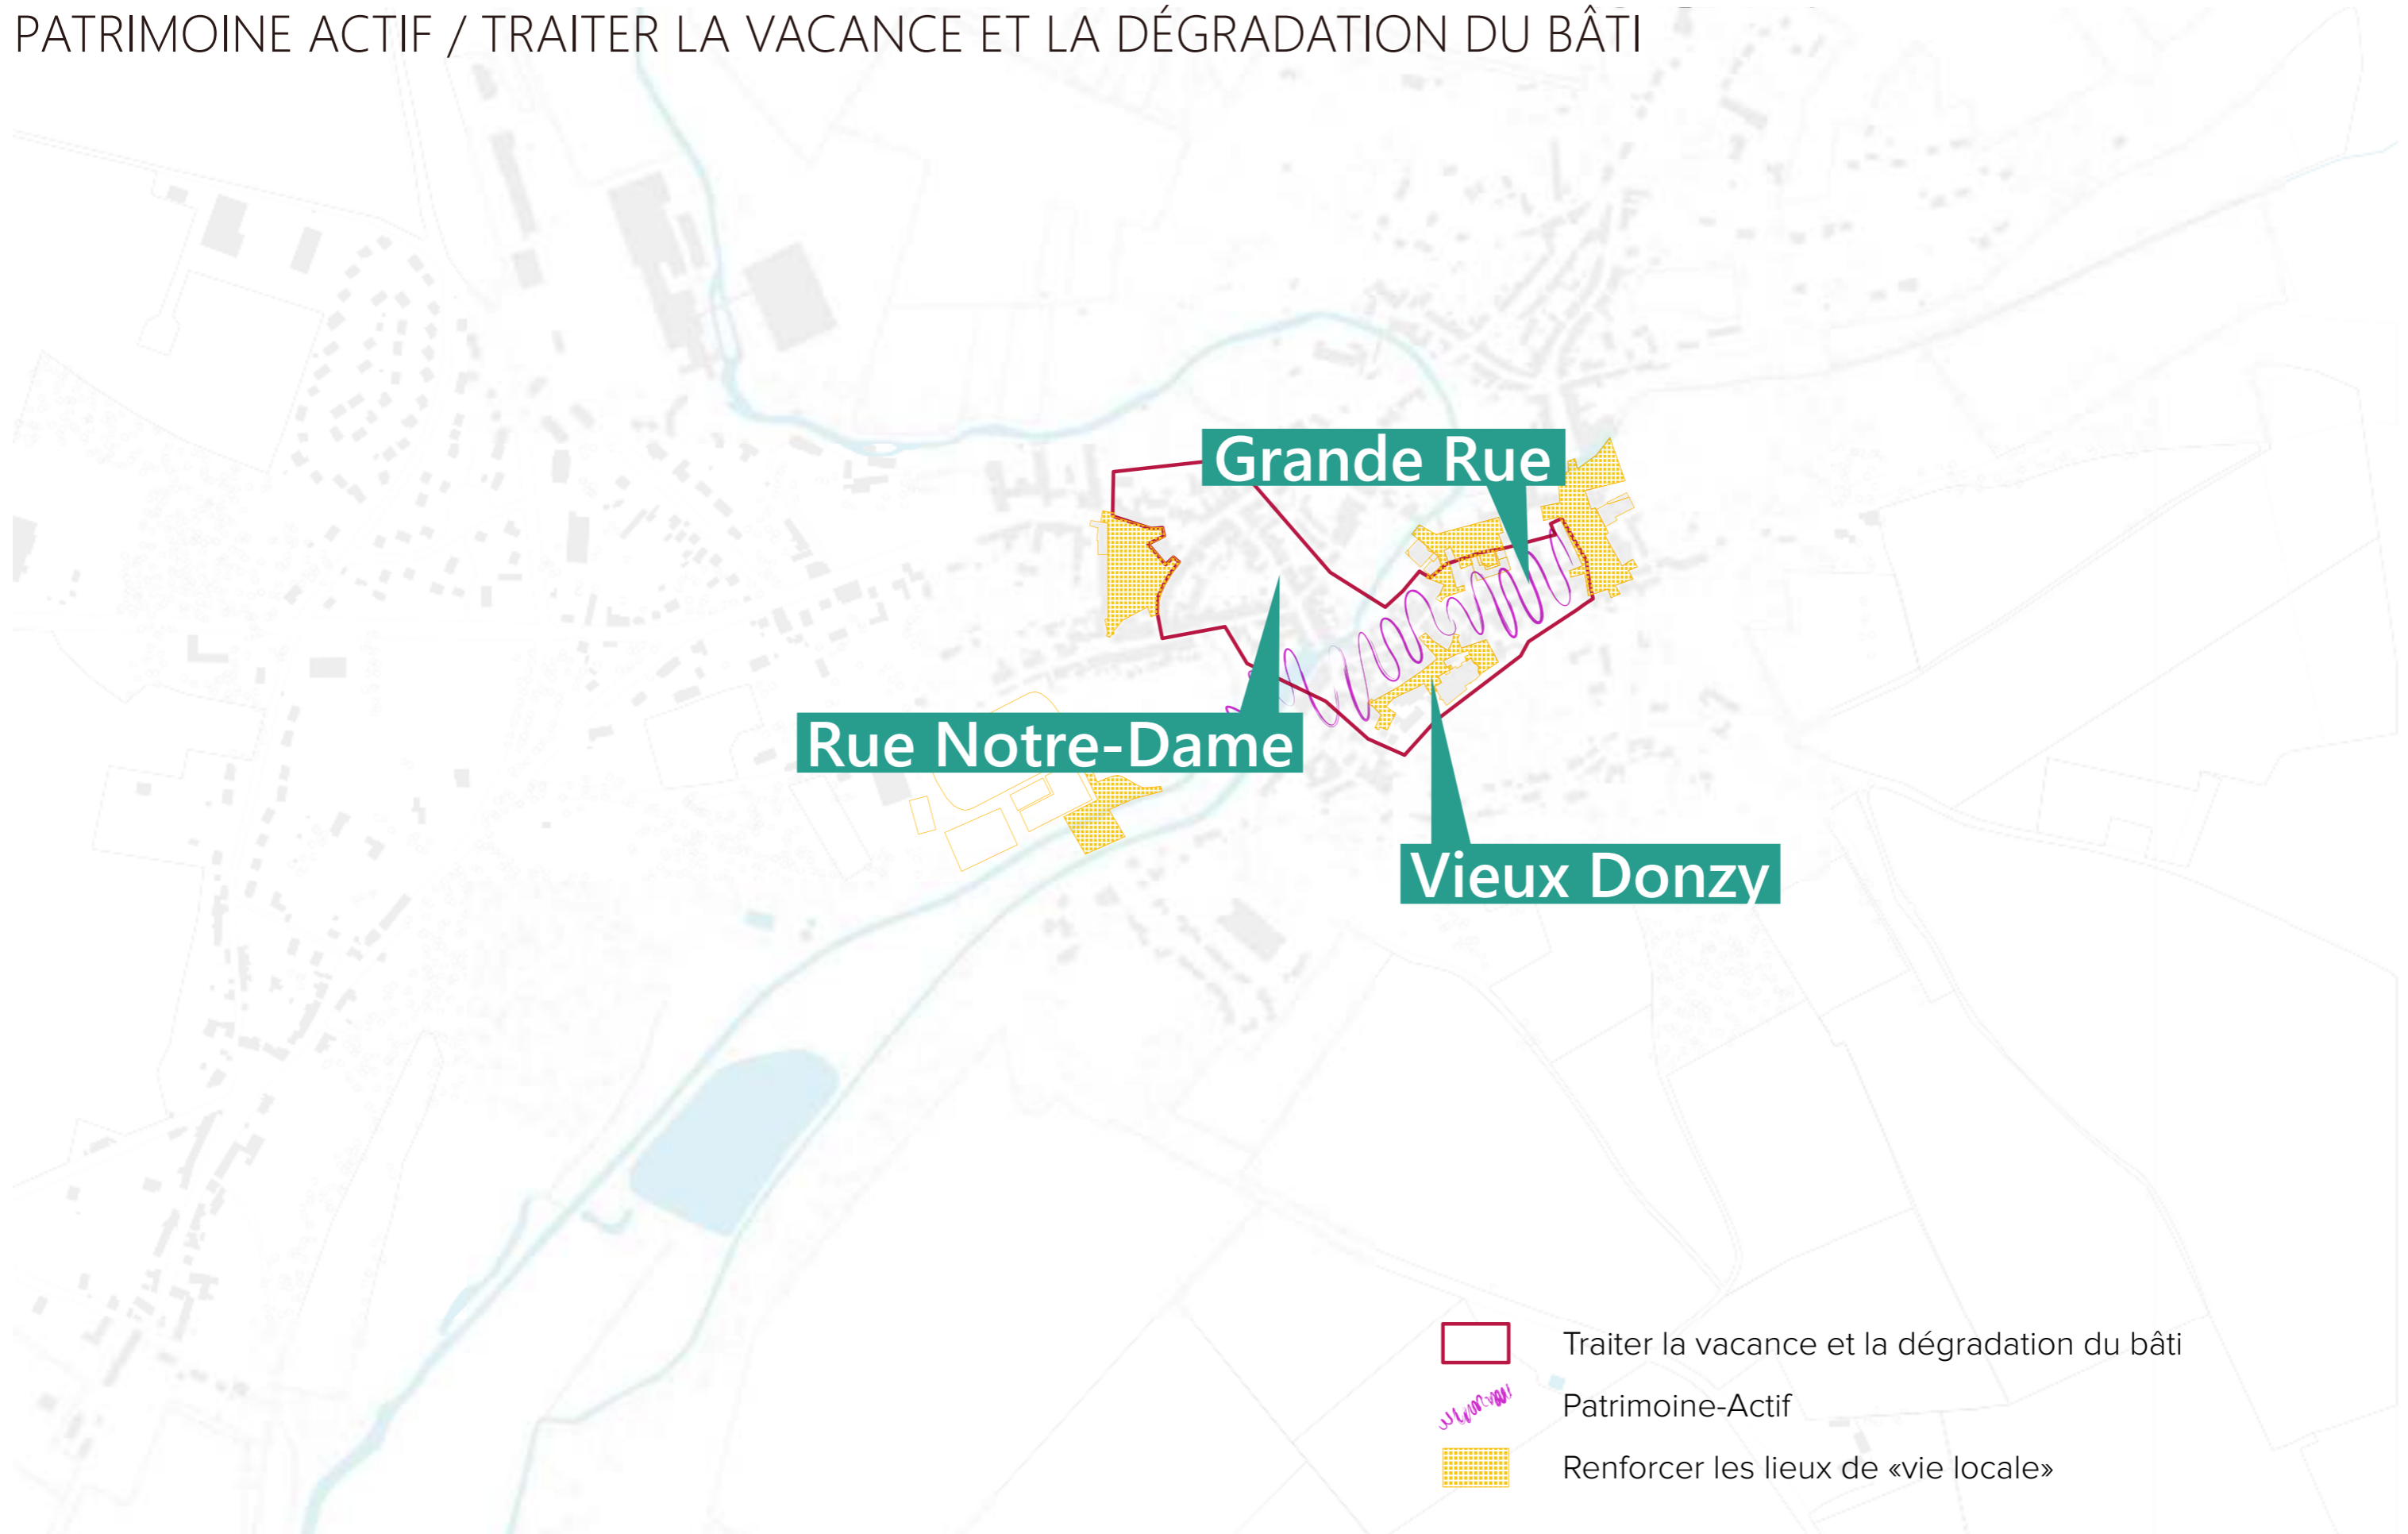 PATRIMOINE ACTIF / TRAITER LA VACANCE ET LA DÉGRADATION DU BÂTI
Grande Rue
Rue Notre-Dame
Vieux Donzy
Traiter la vacance et la dégradation du bâti
Patrimoine-Actif
Renforcer les lieux de «vie locale»